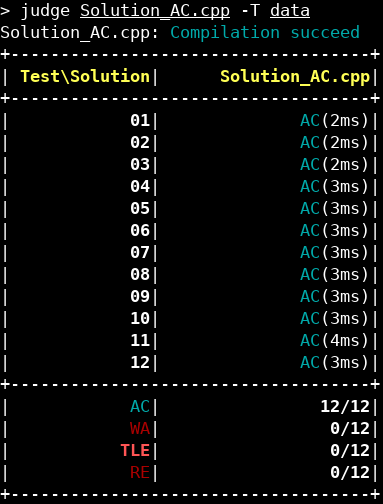 > judge Solution_AC.cpp -T data
Solution_AC.cpp: Compilation succeed
+------------------------------------+
| Test\Solution|      Solution_AC.cpp|
+------------------------------------+
|            01|              AC(2ms)|
|            02|              AC(2ms)|
|            03|              AC(2ms)|
|            04|              AC(3ms)|
|            05|              AC(3ms)|
|            06|              AC(3ms)|
|            07|              AC(3ms)|
|            08|              AC(3ms)|
|            09|              AC(3ms)|
|            10|              AC(3ms)|
|            11|              AC(4ms)|
|            12|              AC(3ms)|
+------------------------------------+
|            AC|                12/12|
|            WA|                 0/12|
|           TLE|                 0/12|
|            RE|                 0/12|
+------------------------------------+